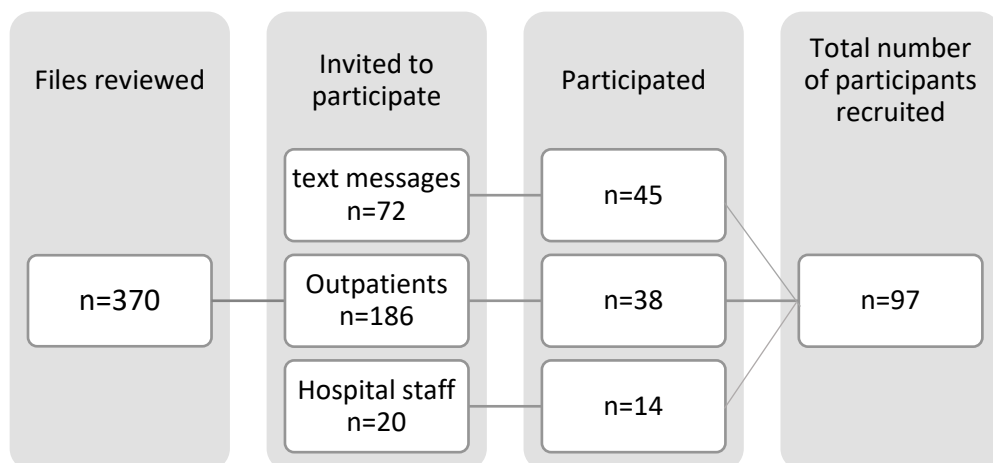 Files reviewed
n=370
Invited to
participate
text messages
n=72
Outpatients
n=186
Hospital staff
n=20
Participated
n=45
n=38
n=14
Total number
of participants
recruited
n=97